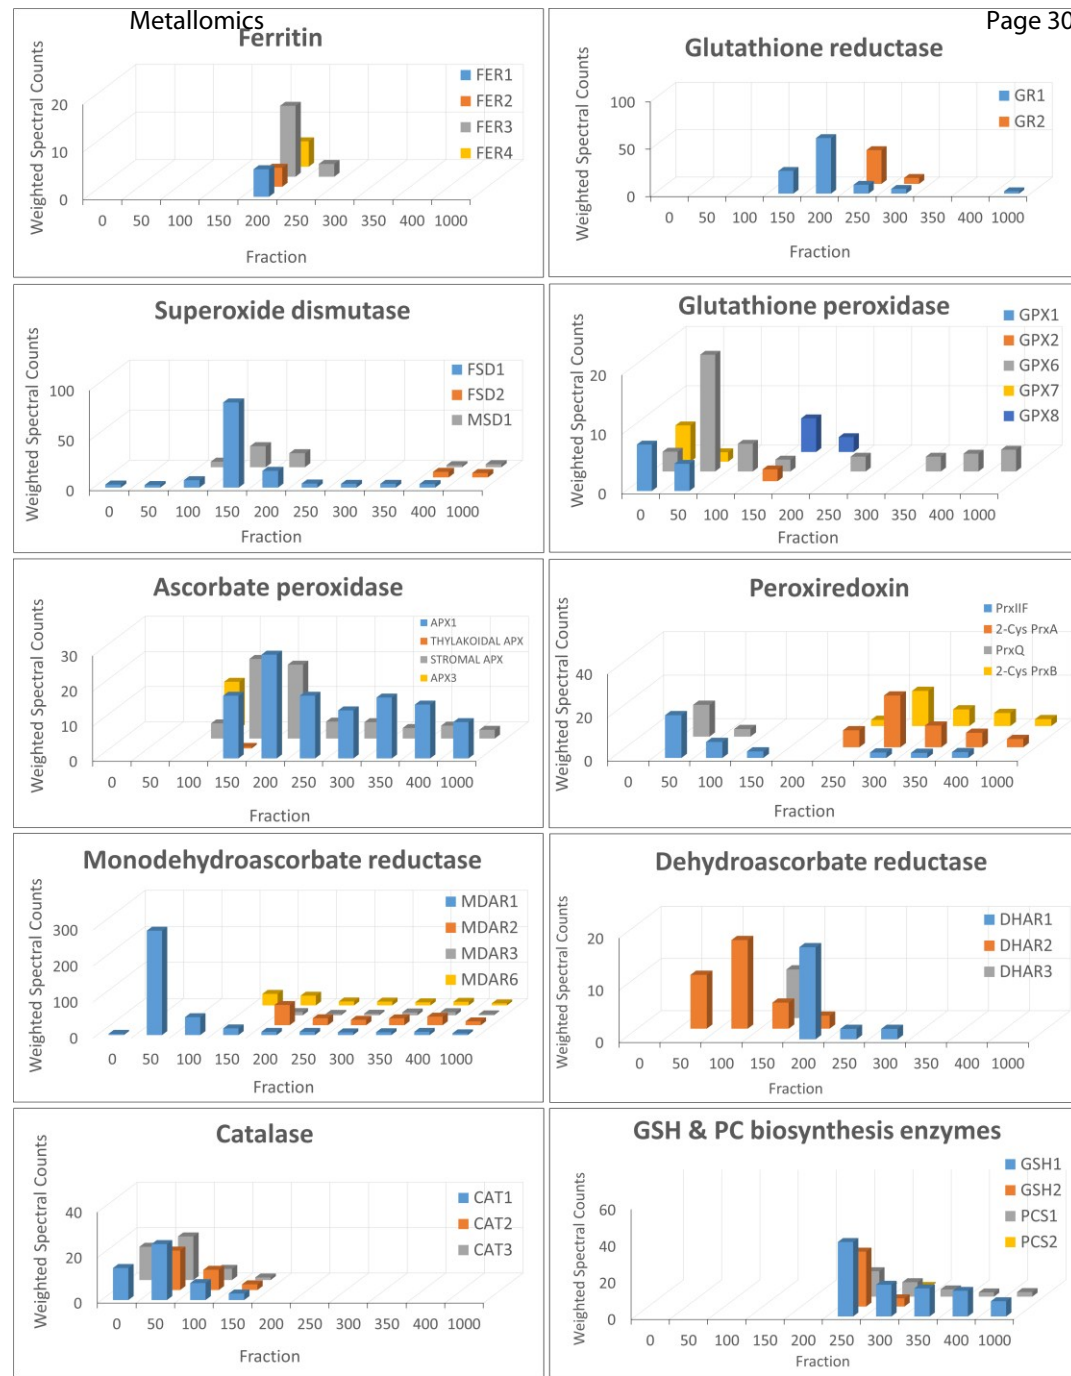 Metallomics
Page 30
Ferritin
Weighted Spectral Counts
20
10
0
FER1
FER2
FER3
FER4
0 50 100 150 200 250 300 350 400 1000
Fraction
Glutathione reductase
Weighted Spectral Counts
100
50
0
GR1
GR2
0 50 100 150 200 250 300 350 400 1000
Fraction
Superoxide dismutase
Weighted Spectral Counts
100
50
0
FSD1
FSD2
MSD1
0 50 100 150 200 250 300 350 400 1000
Fraction
Glutathione peroxidase
Weighted Spectral Counts
20
10
0
GPX1
GPX2
GPX6
GPX7
GPX8
0 50 100 150 200 250 300 350 400 1000
Fraction
Ascorbate peroxidase
Weighted Spectral Counts
30
20
10
0
APX1
THYLAKOIDAL APX
STROMAL APX
APX3
0 50 100 150 200 250 300 350 400 1000
Fraction
Peroxiredoxin
Weighted Spectral Counts
40
20
0
PrxIIF
2-Cys PrxA
PrxQ
2-Cys PrxB
0 50 100 150 200 250 300 350 400 1000
Fraction
Monodehydroascorbate reductase
Weighted Spectral Counts
300
200
100
0
MDAR1
MDAR2
MDAR3
MDAR6
0 50 100 150 200 250 300 350 400 1000
Fraction
Dehydroascorbate reductase
Weighted Spectral Counts
20
10
0
DHAR1
DHAR2
DHAR3
0 50 100 150 200 250 300 350 400 1000
Fraction
Catalase
Weighted Spectral Counts
40
20
0
CAT1
CAT2
CAT3
0 50 100 150 200 250 300 350 400 1000
Fraction
GSH & PC biosynthesis enzymes
Weighted Spectral Counts
60
40
20
0
GSH1
GSH2
PCS1
PCS2
0 50 100 150 200 250 300 350 400 1000
Fraction